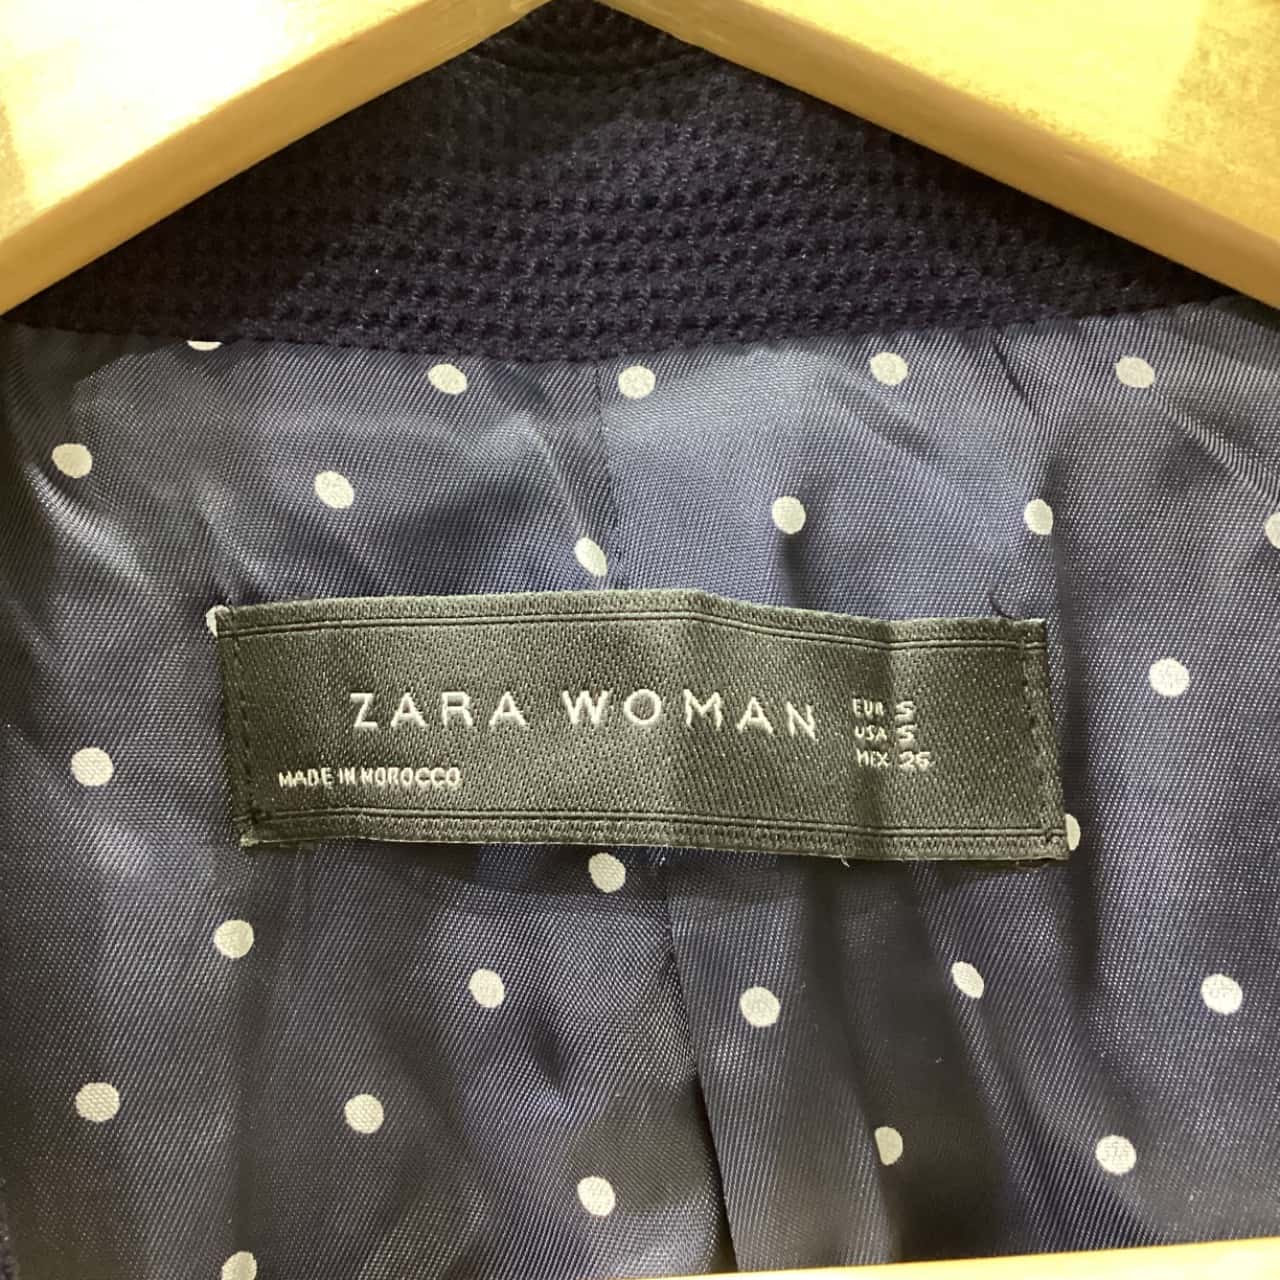 ZARA WOMAN
EUR S
USA S
MEX 26
MADE IN MOROCCO